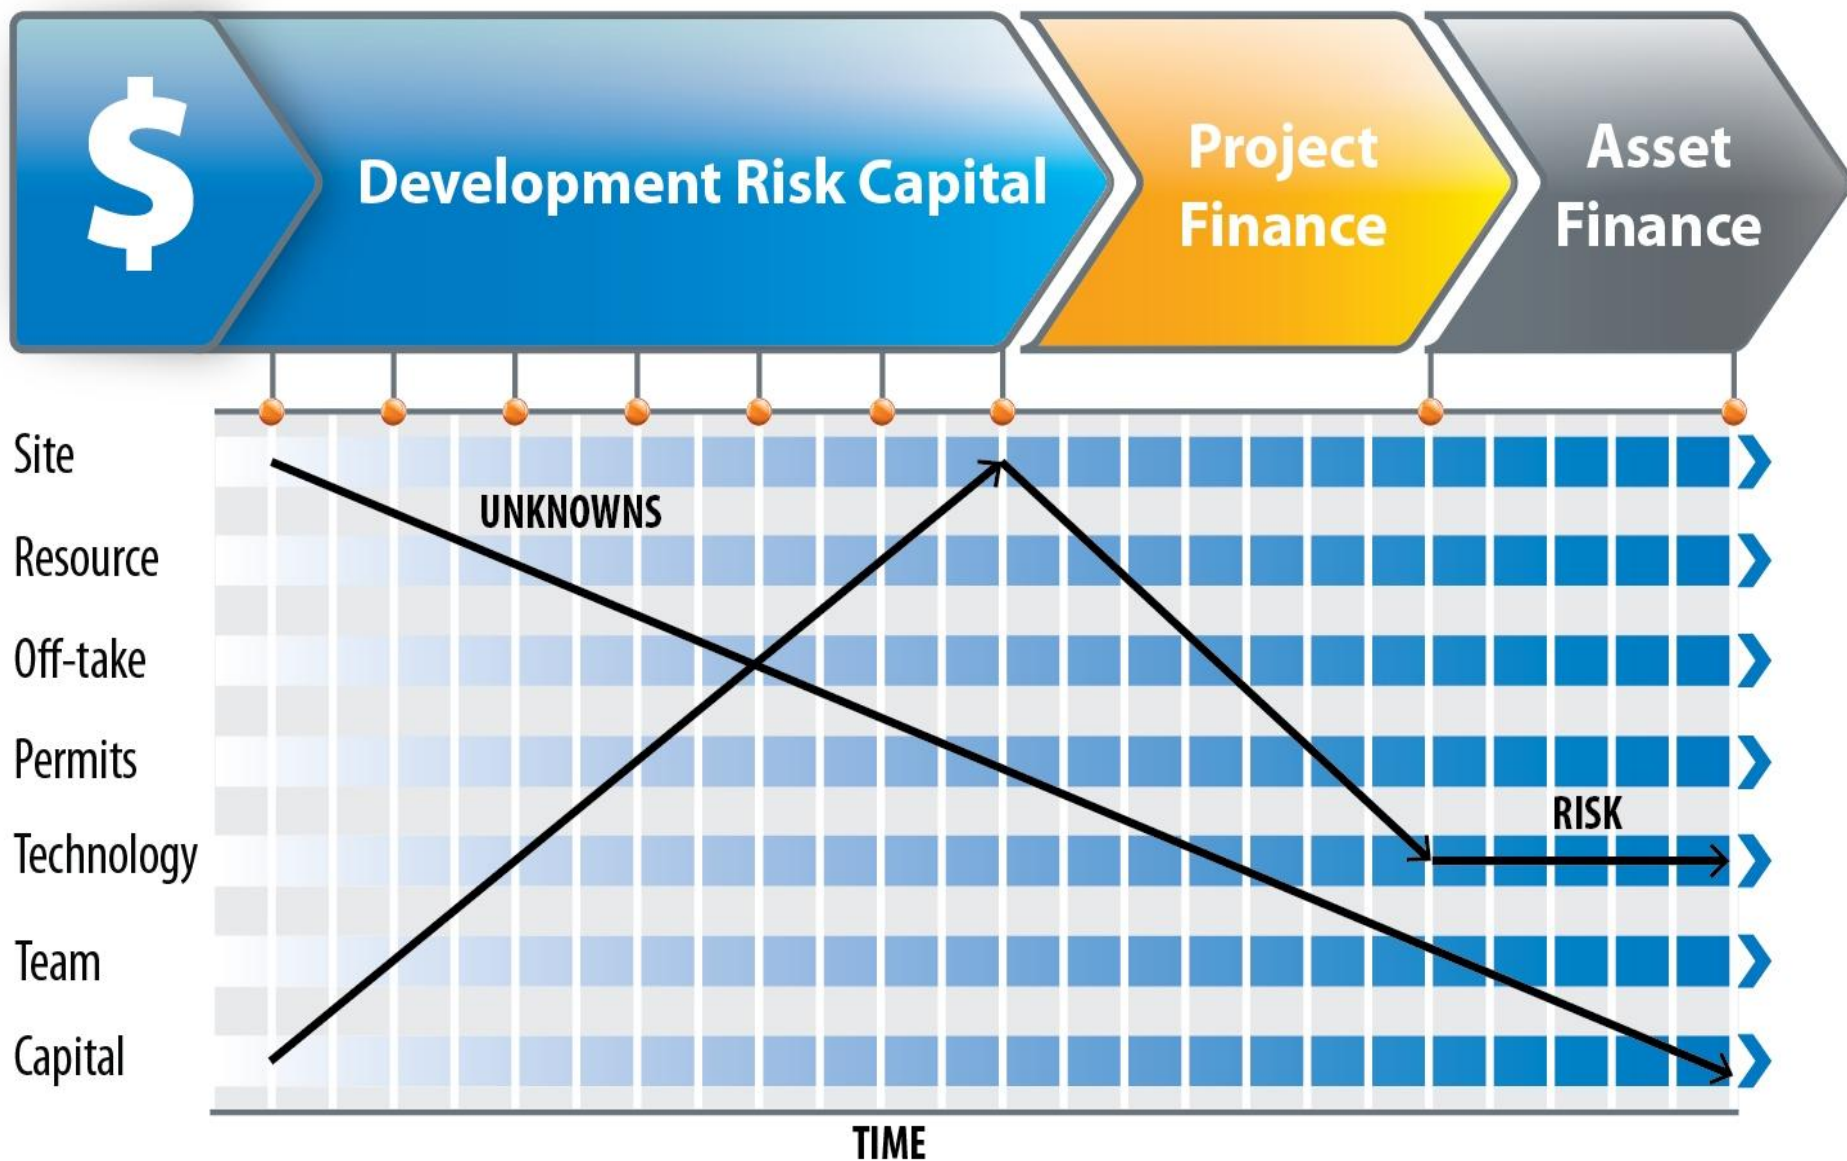 $
Development Risk Capital
Project
Finance
Asset
Finance
Site
UNKNOWNS
Resource
Off-take
Permits
RISK
Technology
Team
Capital
TIME